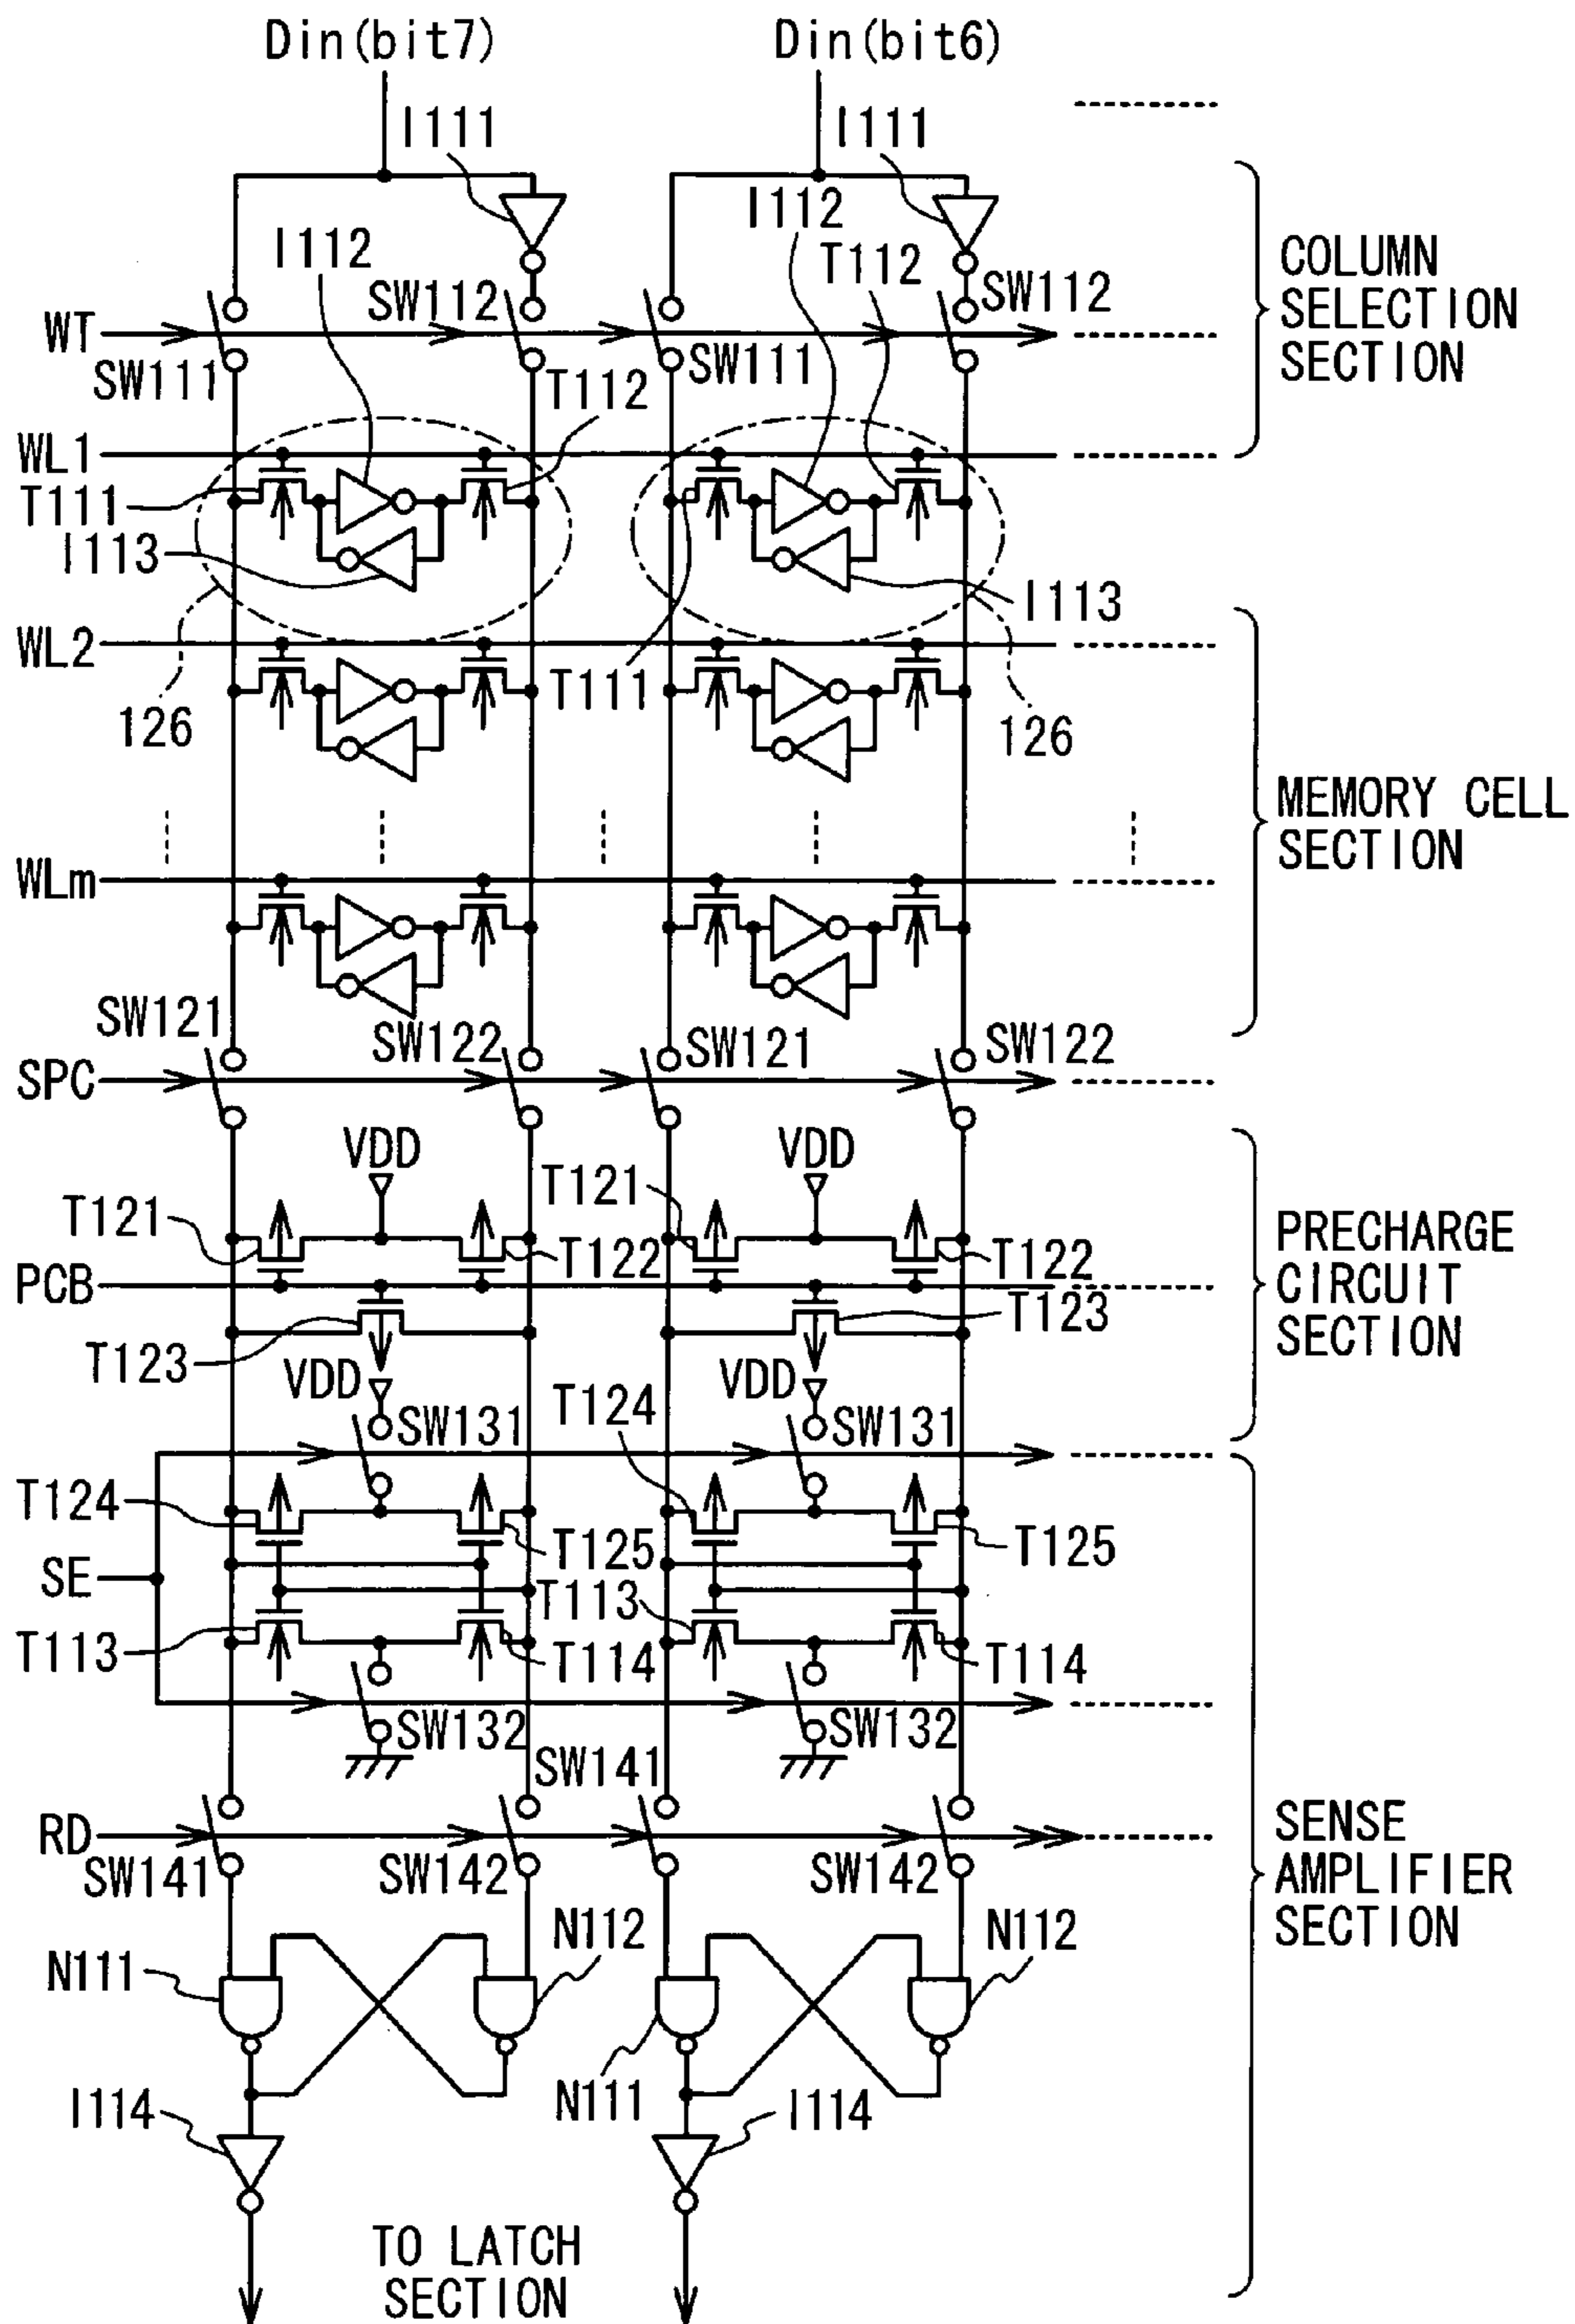 Din(bit7) Din(bit6)
I111 I111
I112 I112 T112
COLUMN
SELECTION
SECTION
WT SW111 SW112 SW111 SW112
T112
WL1
T111
I113 I113
WL2
T111
126 126
MEMORY CELL
SECTION
WLm
SW121 SW122 SW121 SW122
SPC
VDD VDD
T121 T122 T121 T122
PRECHARGE
CIRCUIT
SECTION
PCB
T123 T123
VDD VDD
SW131 T124 SW131
T124 T125 T125
SE
T113 T114 T113 T114
SW132 SW132
SW141
RD
SW141 SW142 SW142
SENSE
AMPLIFIER
SECTION
N111 N112 N111 N112
I114 I114
TO LATCH
SECTION